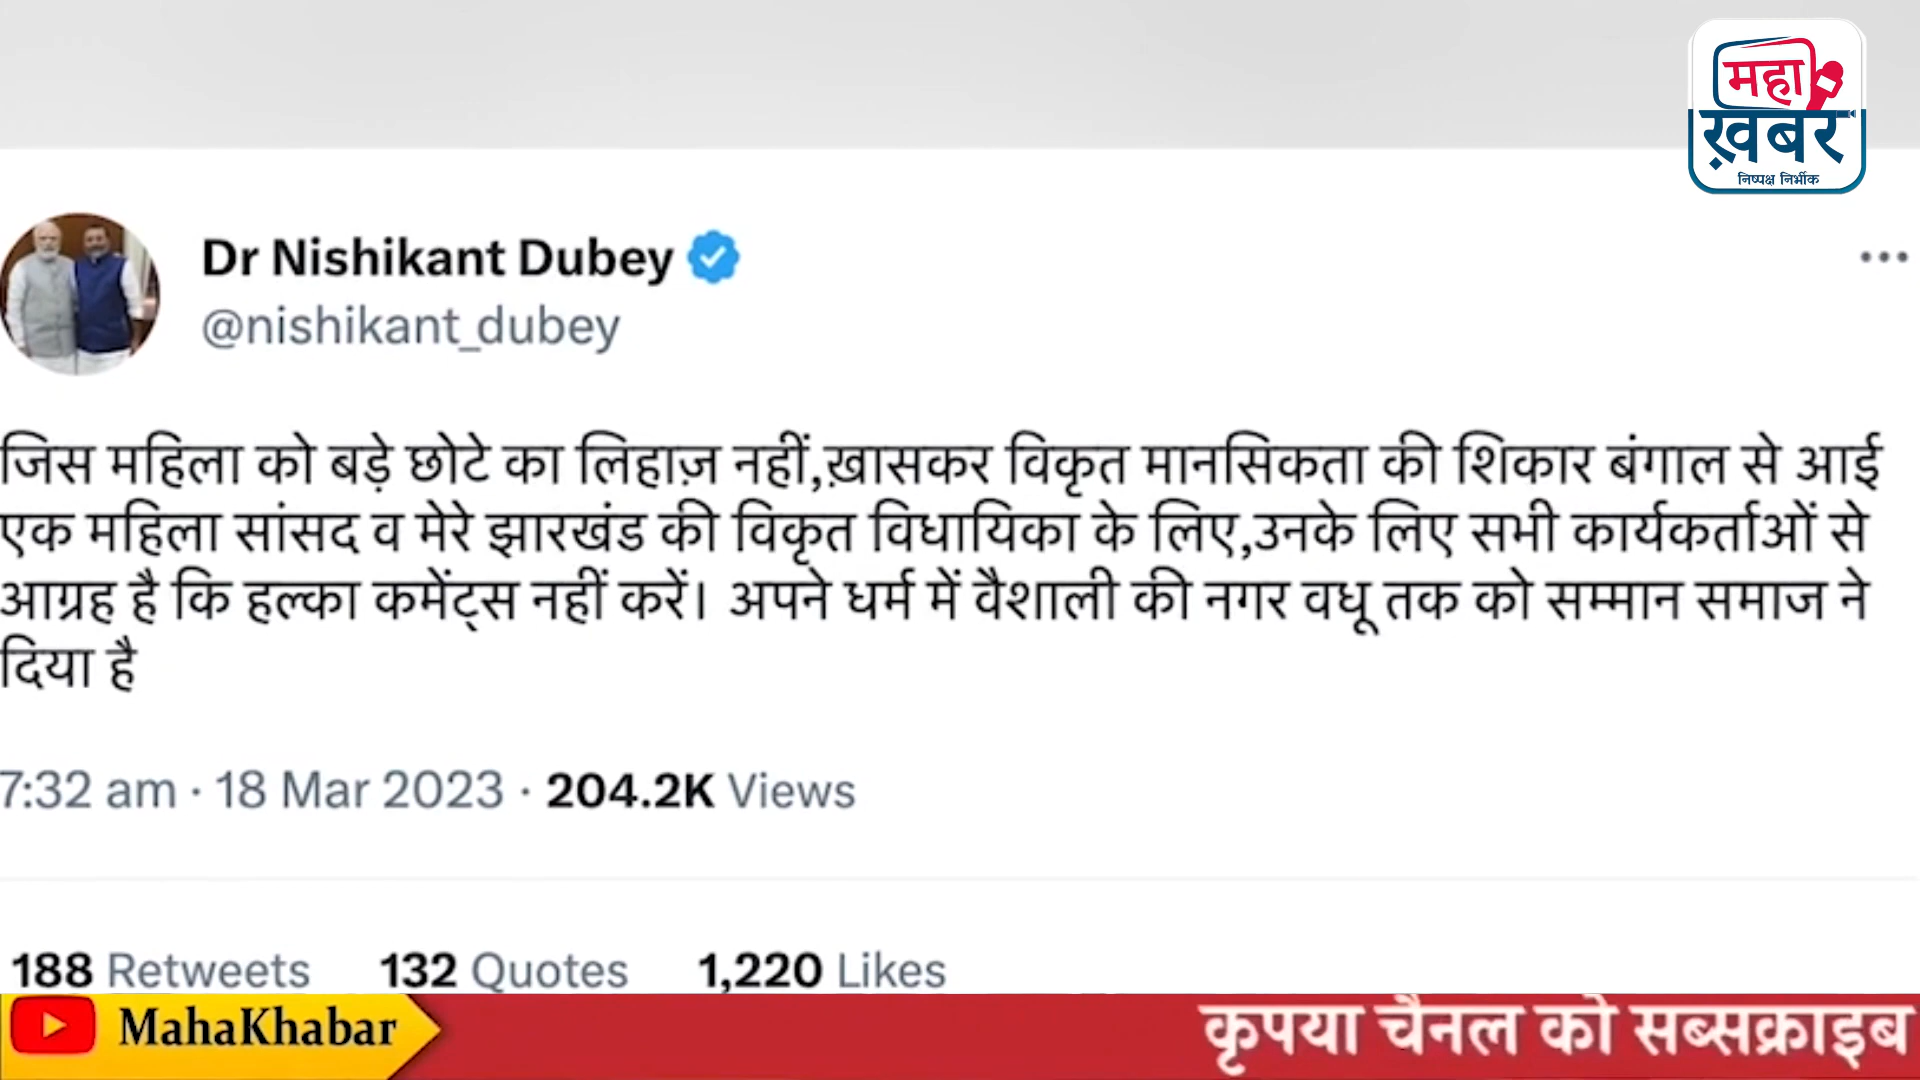 महा
ख़बर
निष्पक्ष निर्भीक
Dr Nishikant Dubey
@nishikant_dubey
जिस महिला को बड़े छोटे का लिहाज़ नहीं,ख़ासकर विकृत मानसिकता की शिकार बंगाल से आई
एक महिला सांसद व मेरे झारखंड की विकृत विधायिका के लिए,उनके लिए सभी कार्यकर्ताओं से
आग्रह है कि हल्का कमेंट्स नहीं करें। अपने धर्म में वैशाली की नगर वधू तक को सम्मान समाज ने
दिया है
7:32 am · 18 Mar 2023 · 204.2K Views
188 Retweets 132 Quotes 1,220 Likes
MahaKhabar कृपया चैनल को सब्सक्राइब